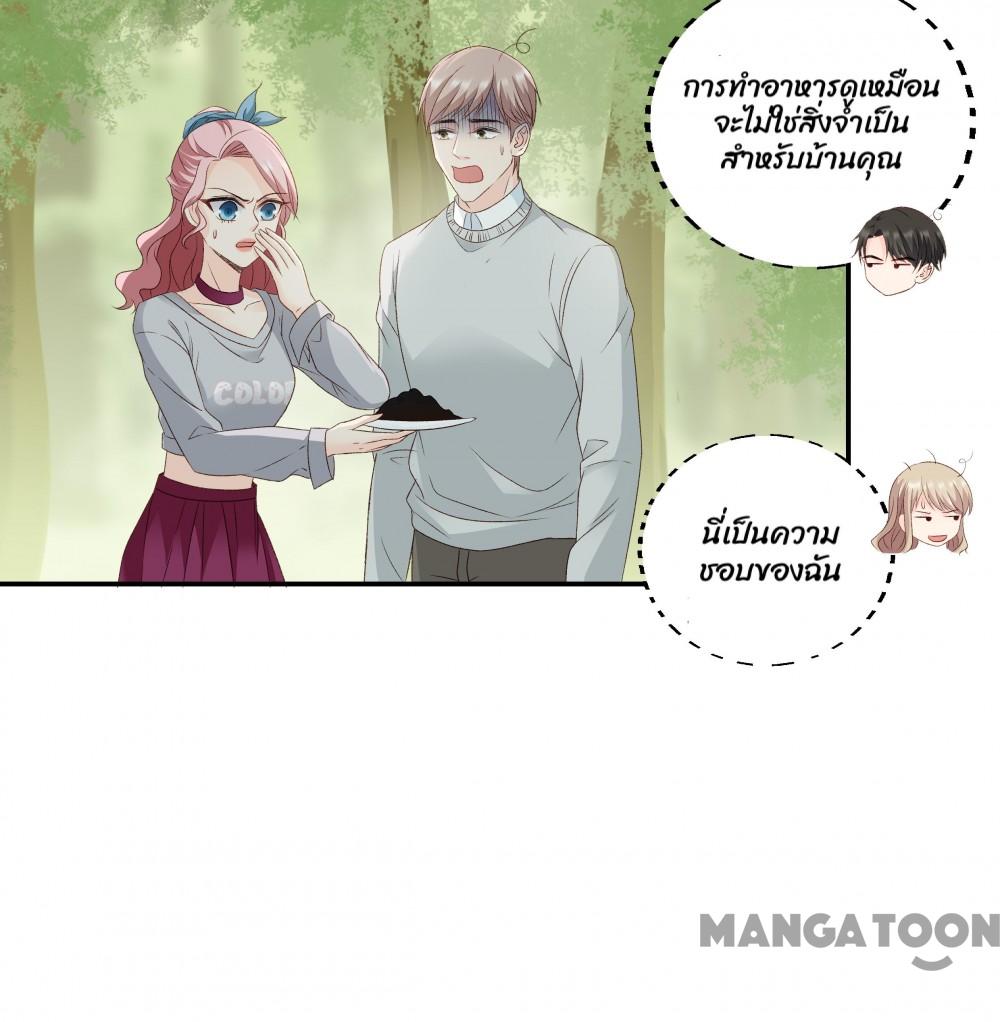 การทำอาหารดูเหมือน
จะไม่ใช่สิ่งจำเป็น
สำหรับบ้านคุณ
COLOR
นี่เป็นความ
ชอบของฉัน
MANGATOON